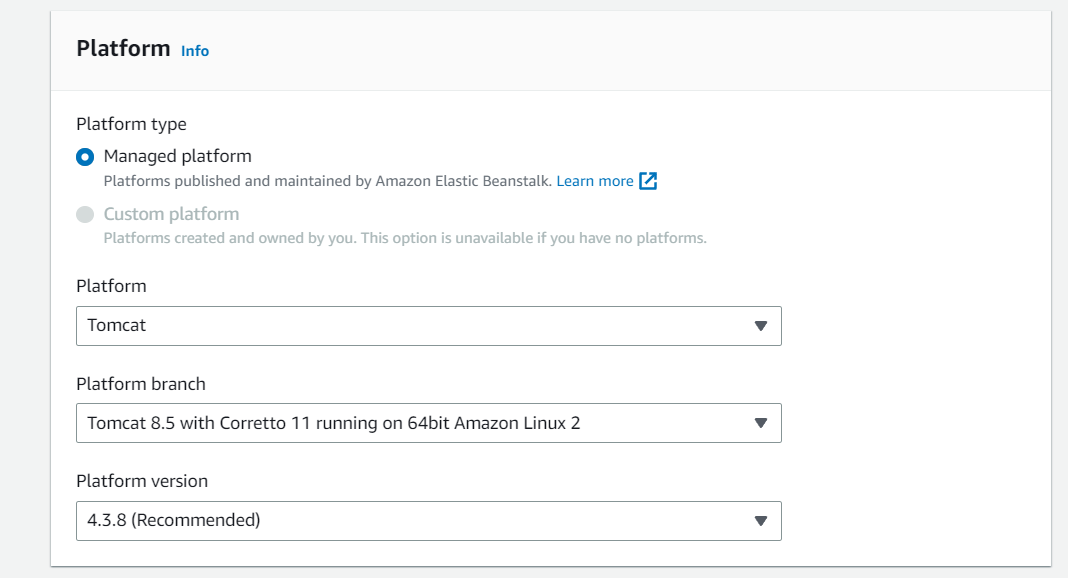 Platform Info
Platform type
Managed platform
Platforms published and maintained by Amazon Elastic Beanstalk. Learn more
Custom platform
Platforms created and owned by you. This option is unavailable if you have no platforms.
Platform
Tomcat
Platform branch
Tomcat 8.5 with Corretto 11 running on 64bit Amazon Linux 2
Platform version
4.3.8 (Recommended)